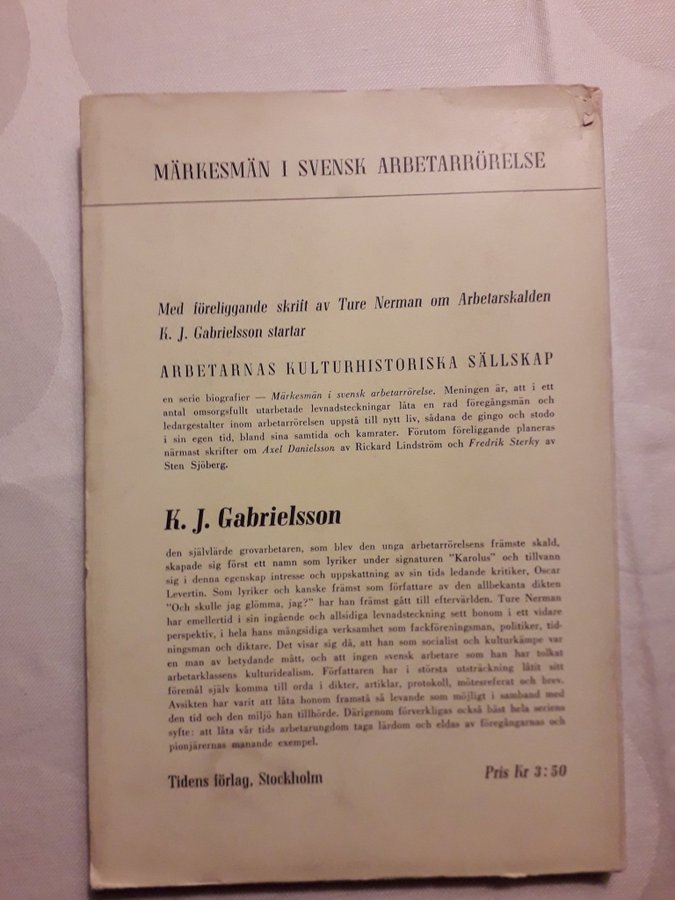 MÄRKESMÄN I SVENSK ARBETARRÖRELSE
Med föreliggande skrift av Ture Nerman om Arbetarskalden
K. J. Gabrielsson startar
ARBETARNAS KULTURHISTORISKA SÄLLSKAP
en serie biografier — Märkesmän i svensk arbetarrörelse. Meningen är, att i ett
antal omsorgsfullt utarbetade levnadsteckningar låta en rad föregångsmän och
ledargestalter inom arbetarrörelsen uppstå till nytt liv, sådana de gingo och stodo
i sin egen tid, bland sina samtida och kamrater. Förutom föreliggande planeras
närmast skrifter om Axel Danielsson av Rickard Lindström och Fredrik Sterky av
Sten Sjöberg.
K. J. Gabrielsson
den självlärde grovarbetaren, som blev den unga arbetarrörelsens främste skald,
skapade sig först ett namn som lyriker under signaturen "Karolus" och tillvann
sig i denna egenskap intresse och uppskattning av sin tids ledande kritiker, Oscar
Levertin. Som lyriker och kanske främst som författare av den allbekanta dikten
"Och skulle jag glömma, jag?" har han främst gått till eftervärlden. Ture Nerman
har emellertid i sin ingående och allsidiga levnadsteckning sett honom i ett vidare
perspektiv, i hela hans mångsidiga verksamhet som fackföreningsman, politiker, tid-
ningsman och diktare. Det visar sig då, att han som socialist och kulturkämpe var
en man av betydande mått, och att ingen svensk arbetare som han har tolkat
arbetarklassens kulturidealism. Författaren har i största utsträckning låtit sitt
föremål själv komma till orda i dikter, artiklar, protokoll, mötesreferat och brev.
Avsikten har varit att låta honom framstå så levande som möjligt i samband med
den tid och den miljö han tillhörde. Därigenom förverkligas också bäst hela seriens
syfte: att låta vår tids arbetarungdom taga lärdom och eldas av föregångarnas och
pionjärernas manande exempel.
Tidens förlag, Stockholm
Pris Kr 3:50